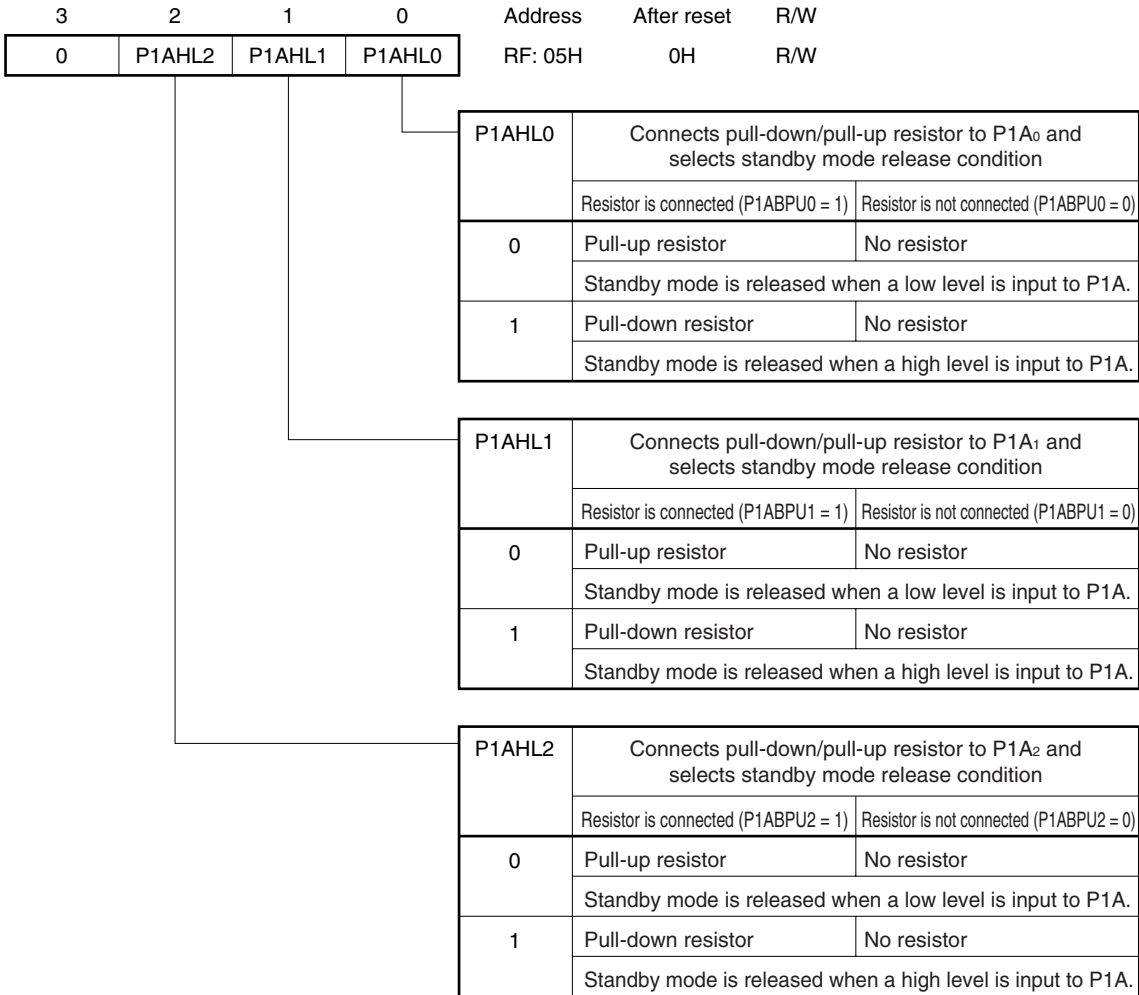 3 2 1 0 Address After reset R/W
0 P1AHL2 P1AHL1 P1AHL0 RF: 05H 0H R/W
P1AHL0 Connects pull-down/pull-up resistor to P1A₀ and
selects standby mode release condition
Resistor is connected (P1ABPU0 = 1) Resistor is not connected (P1ABPU0 = 0)
0 Pull-up resistor No resistor
Standby mode is released when a low level is input to P1A.
1 Pull-down resistor No resistor
Standby mode is released when a high level is input to P1A.
P1AHL1 Connects pull-down/pull-up resistor to P1A₁ and
selects standby mode release condition
Resistor is connected (P1ABPU1 = 1) Resistor is not connected (P1ABPU1 = 0)
0 Pull-up resistor No resistor
Standby mode is released when a low level is input to P1A.
1 Pull-down resistor No resistor
Standby mode is released when a high level is input to P1A.
P1AHL2 Connects pull-down/pull-up resistor to P1A₂ and
selects standby mode release condition
Resistor is connected (P1ABPU2 = 1) Resistor is not connected (P1ABPU2 = 0)
0 Pull-up resistor No resistor
Standby mode is released when a low level is input to P1A.
1 Pull-down resistor No resistor
Standby mode is released when a high level is input to P1A.